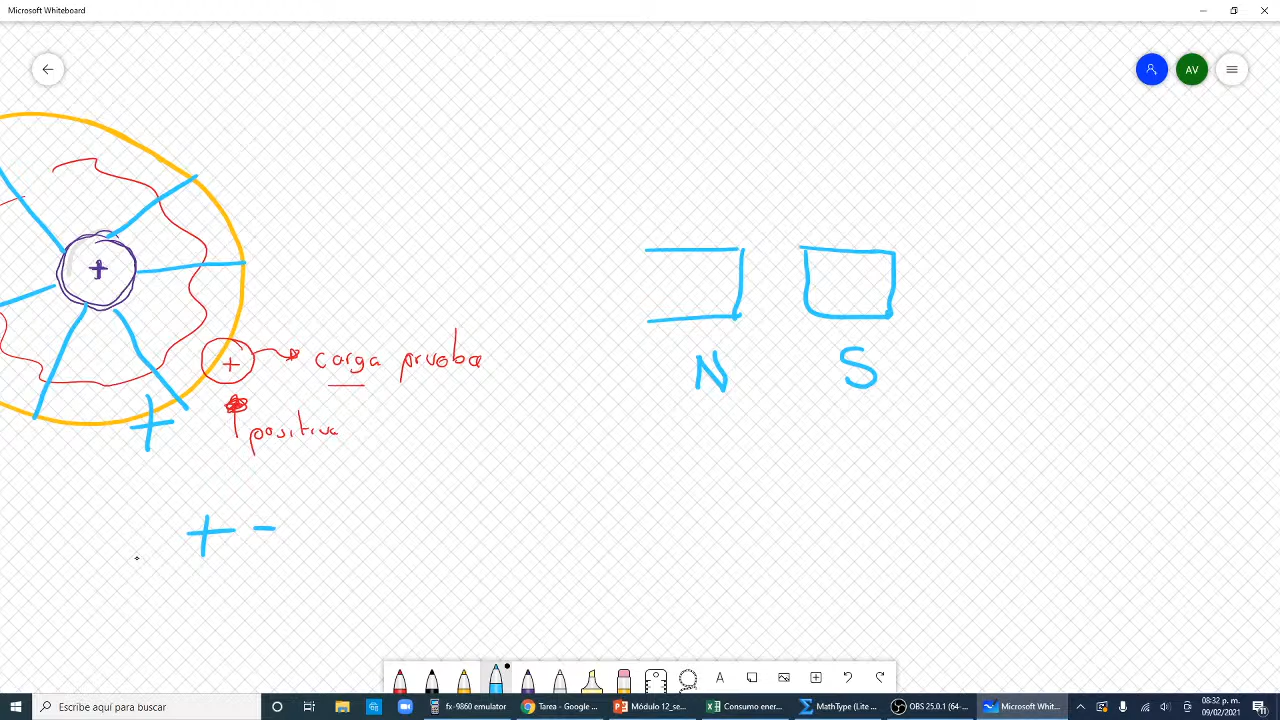 Microsoft Whiteboard
AV
+
+
carga prueba
positiva
+
+ -
N
S
A
Escribe aquí para buscar
fx-9860 emulator
Tarea - Google ...
Módulo 12_se...
Consumo ener...
MathType (Lite ...
OBS 25.0.1 (64-...
Microsoft Whit...
08:32 p. m.
09/02/2021